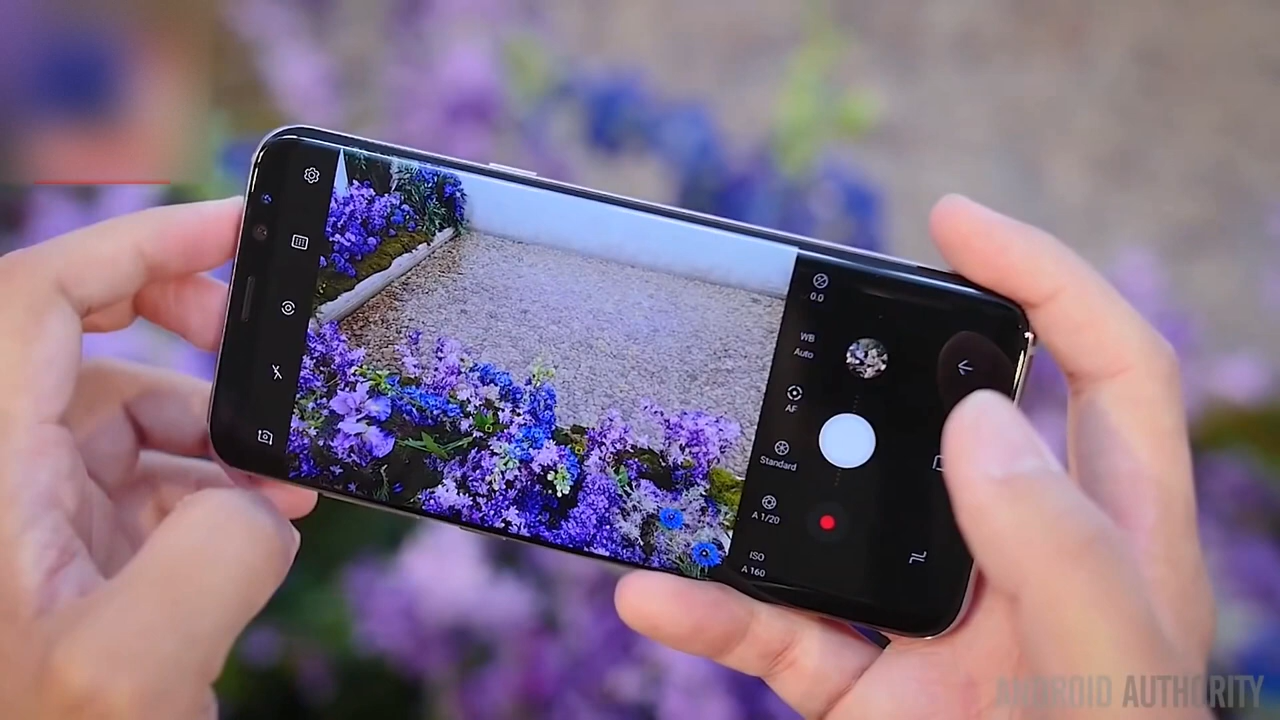 0.0
WB
Auto
AF
Standard
A 1/20
ISO
A 160
ANDROID AUTHORITY